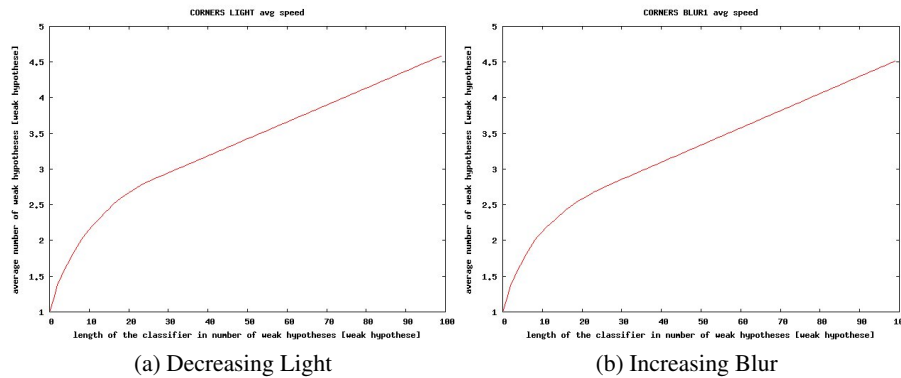 CORNERS LIGHT avg speed
5
4,5
4
3,5
3
2,5
2
1,5
1
average number of weak hypotheses [weak hypothese]
0 10 20 30 40 50 60 70 80 90 100
length of the classifier in number of weak hypotheses [weak hypothese]
(a) Decreasing Light
CORNERS BLUR1 avg speed
5
4,5
4
3,5
3
2,5
2
1,5
1
average number of weak hypotheses [weak hypothese]
0 10 20 30 40 50 60 70 80 90 100
length of the classifier in number of weak hypotheses [weak hypothese]
(b) Increasing Blur